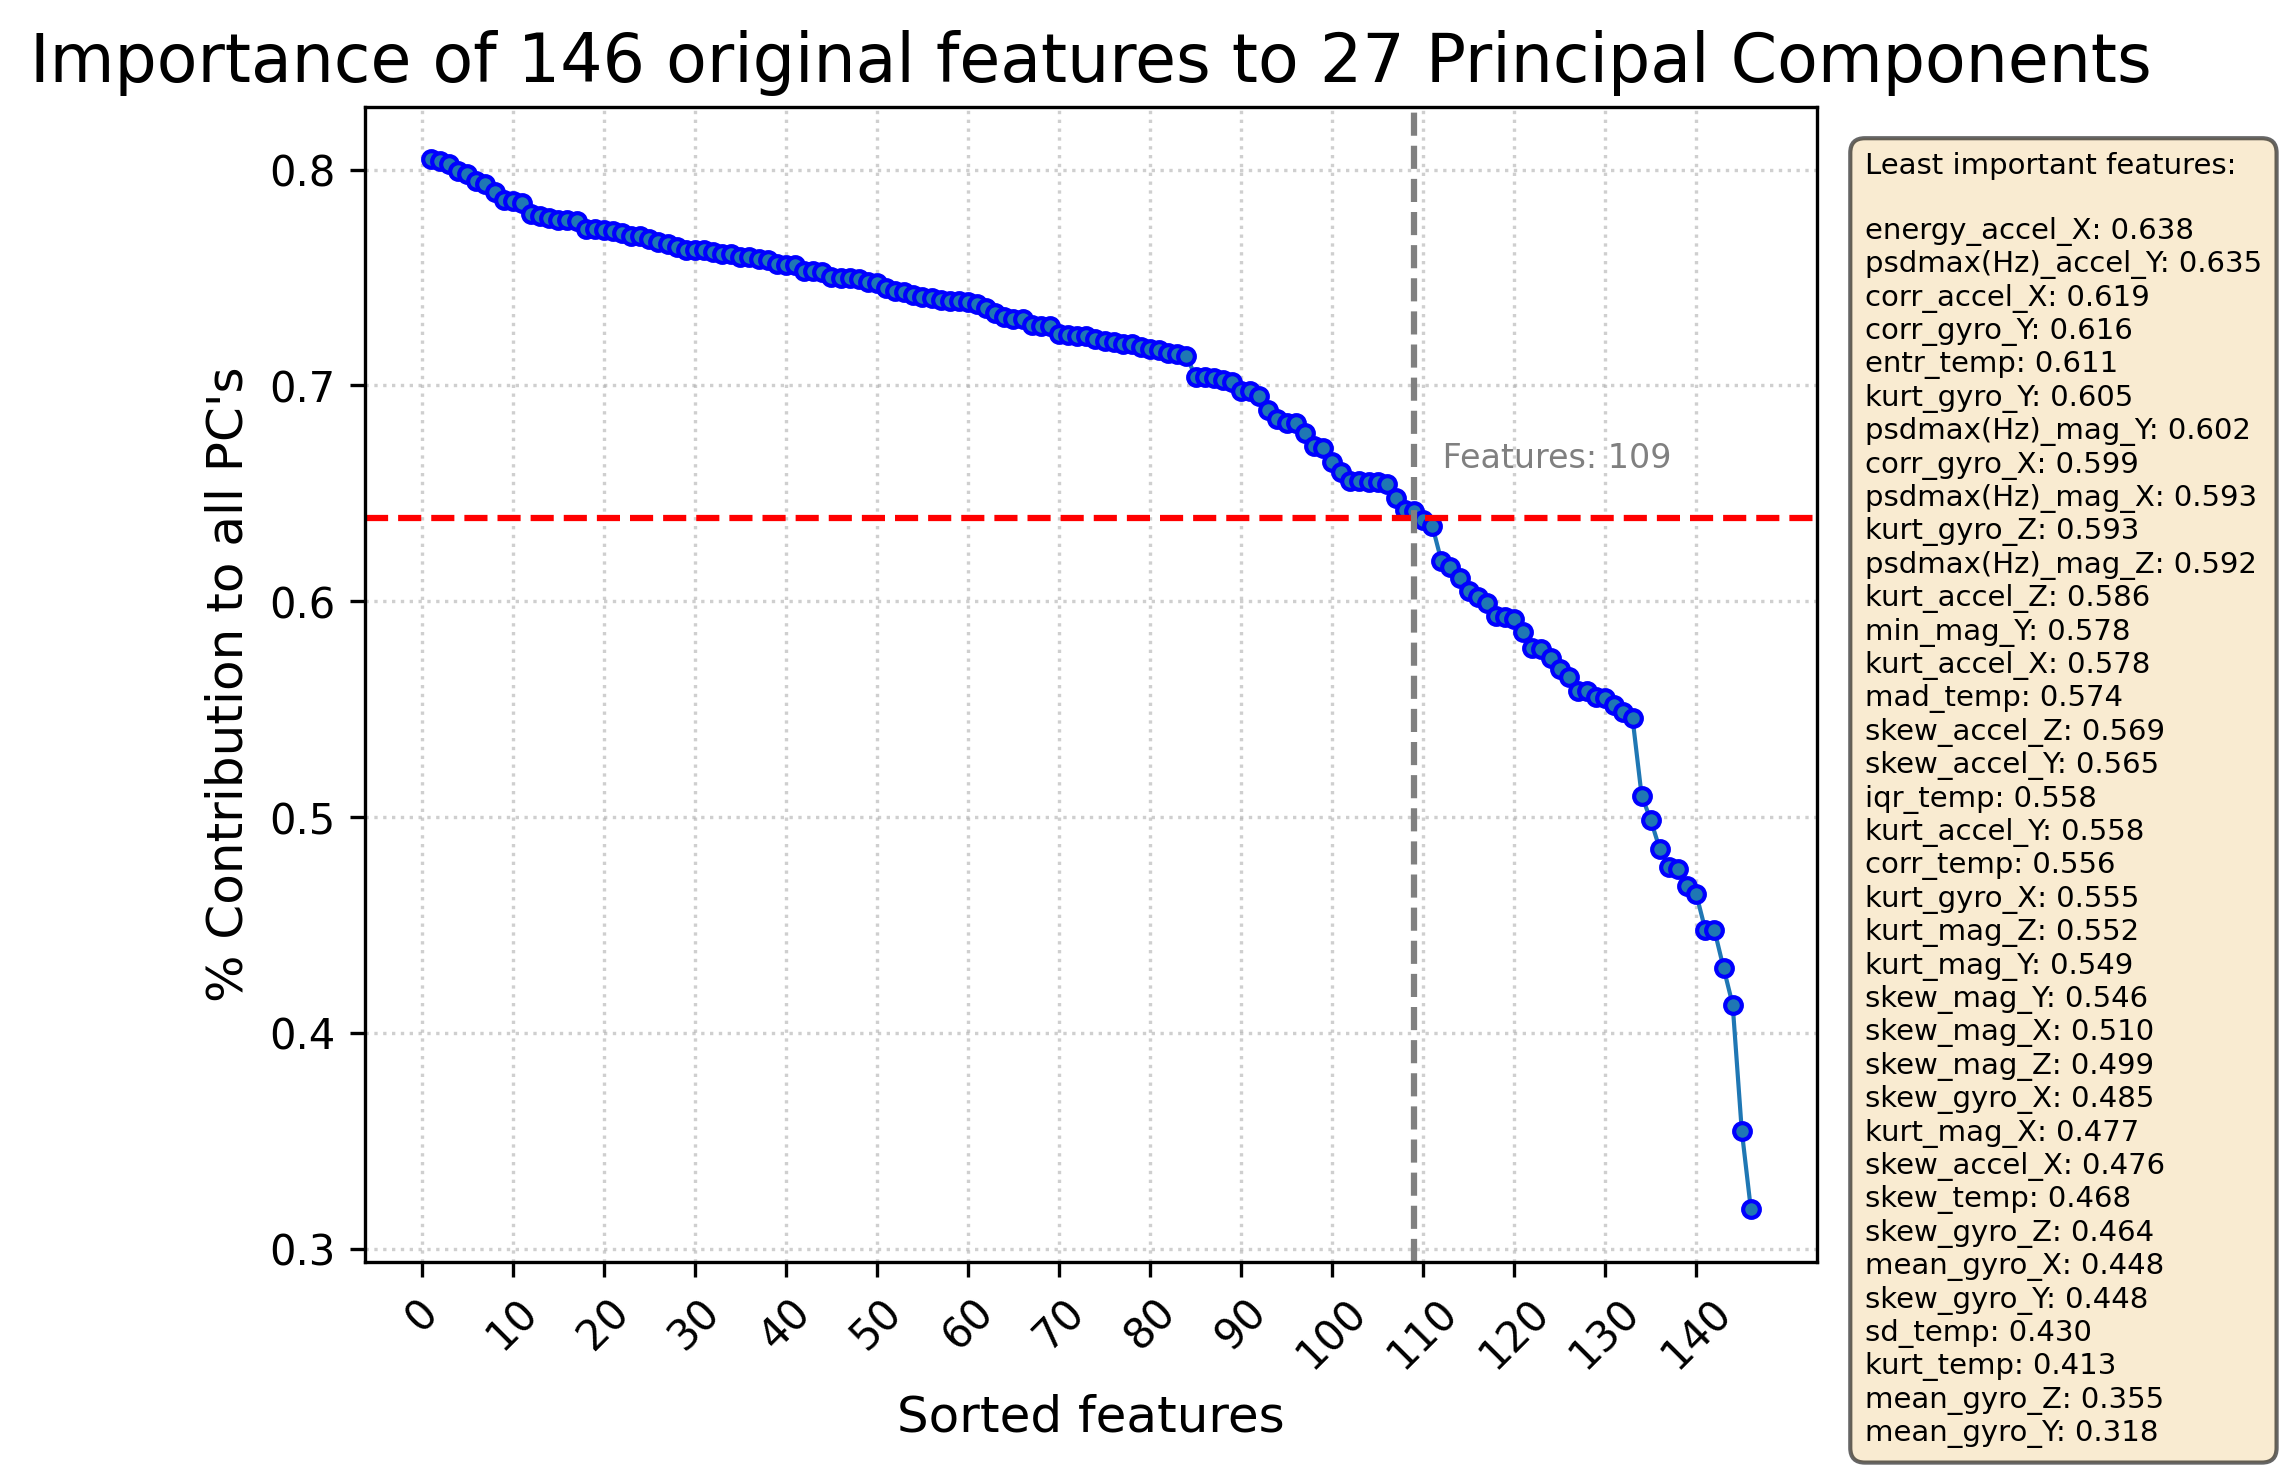 Importance of 146 original features to 27 Principal Components
% Contribution to all PC's
0.8
0.7
0.6
0.5
0.4
0.3
Features: 109
0
10
20
30
40
50
60
70
80
90
100
110
120
130
140
Sorted features
Least important features:
energy_accel_X: 0.638
psdmax(Hz)_accel_Y: 0.635
corr_accel_X: 0.619
corr_gyro_Y: 0.616
entr_temp: 0.611
kurt_gyro_Y: 0.605
psdmax(Hz)_mag_Y: 0.602
corr_gyro_X: 0.599
psdmax(Hz)_mag_X: 0.593
kurt_gyro_Z: 0.593
psdmax(Hz)_mag_Z: 0.592
kurt_accel_Z: 0.586
min_mag_Y: 0.578
kurt_accel_X: 0.578
mad_temp: 0.574
skew_accel_Z: 0.569
skew_accel_Y: 0.565
iqr_temp: 0.558
kurt_accel_Y: 0.558
corr_temp: 0.556
kurt_gyro_X: 0.555
kurt_mag_Z: 0.552
kurt_mag_Y: 0.549
skew_mag_Y: 0.546
skew_mag_X: 0.510
skew_mag_Z: 0.499
skew_gyro_X: 0.485
kurt_mag_X: 0.477
skew_accel_X: 0.476
skew_temp: 0.468
skew_gyro_Z: 0.464
mean_gyro_X: 0.448
skew_gyro_Y: 0.448
sd_temp: 0.430
kurt_temp: 0.413
mean_gyro_Z: 0.355
mean_gyro_Y: 0.318